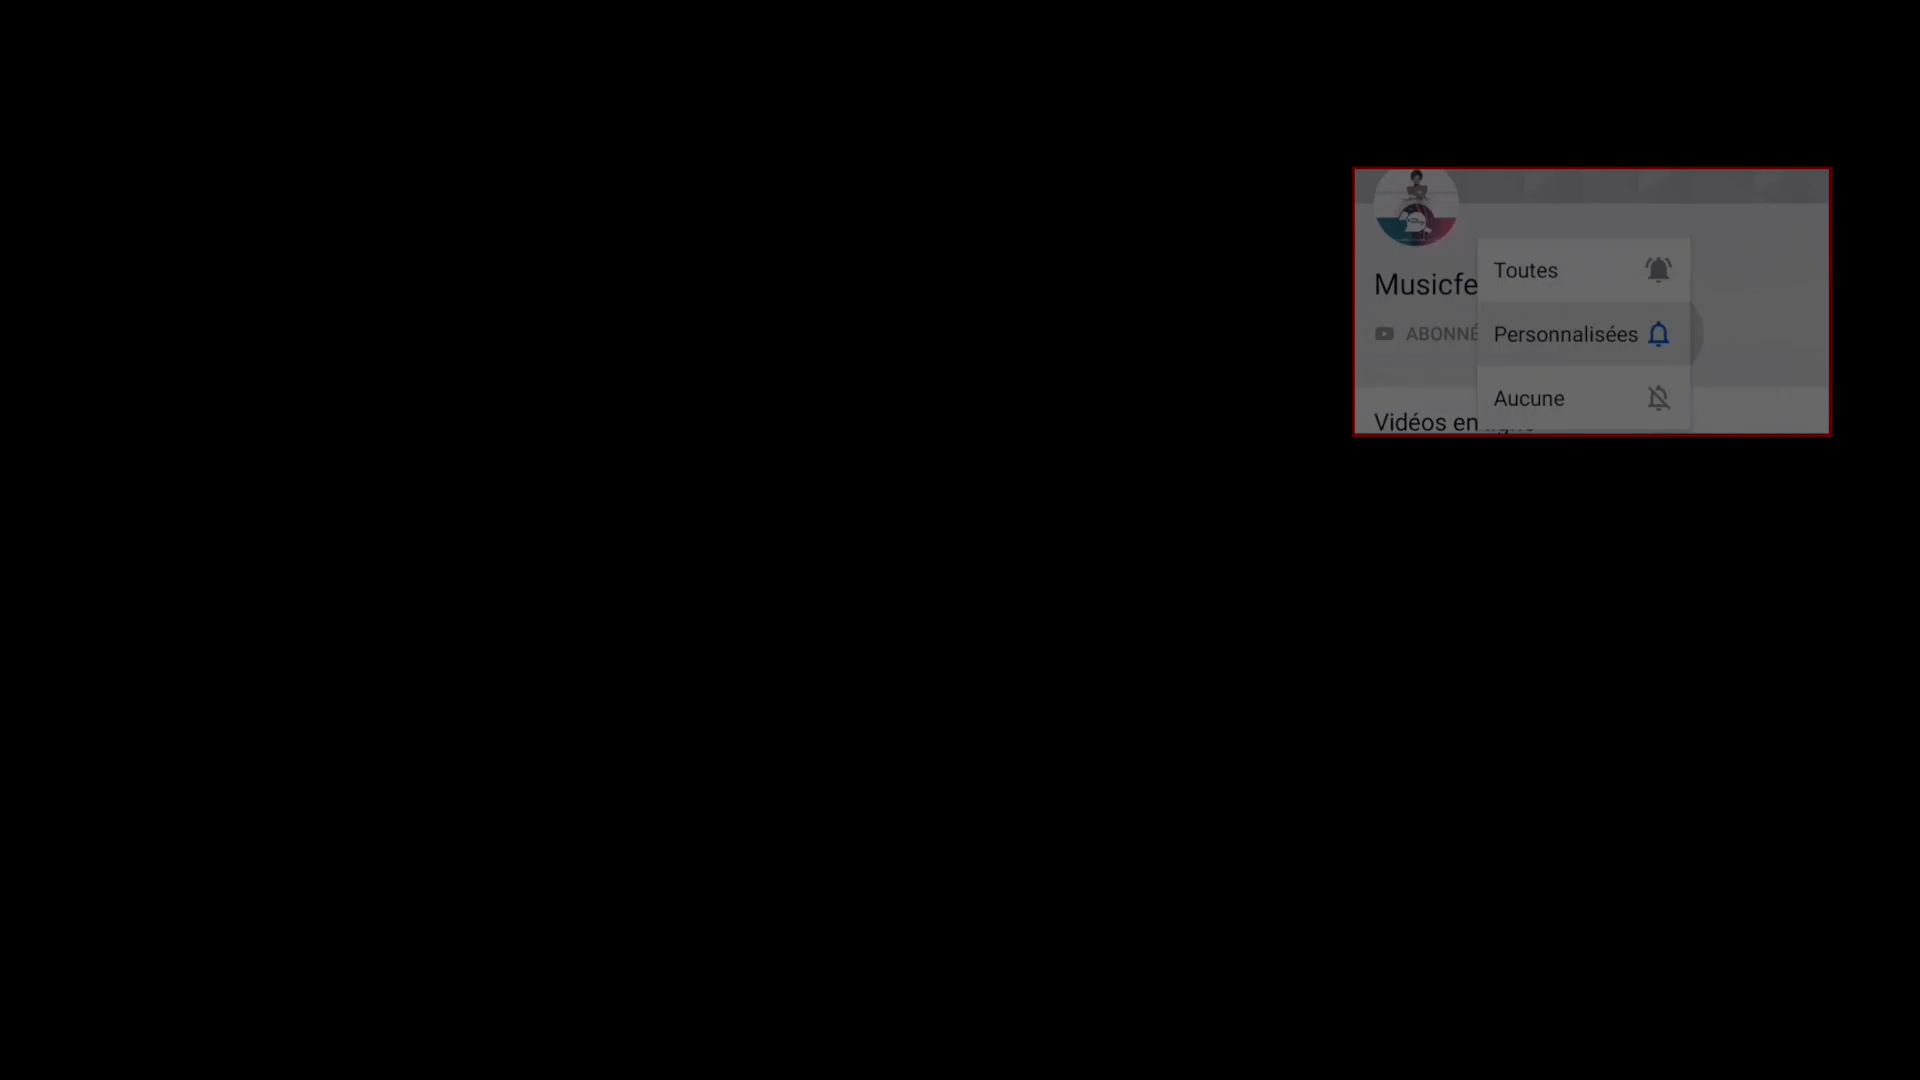 Toutes
Musicfe
Personnalisées
ABONNÉ
Aucune
Vidéos en